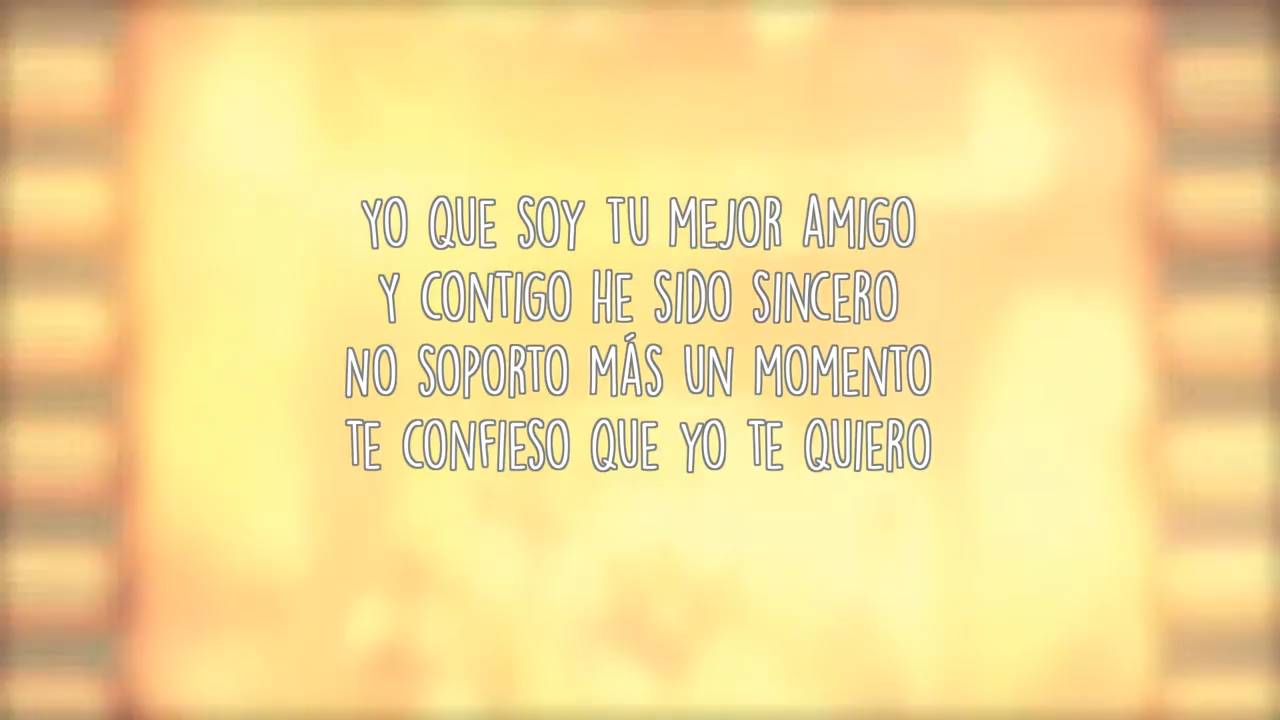 YO QUE SOY TU MEJOR AMIGO
Y CONTIGO HE SIDO SINCERO
NO SOPORTO MÁS UN MOMENTO
TE CONFIESO QUE YO TE QUIERO